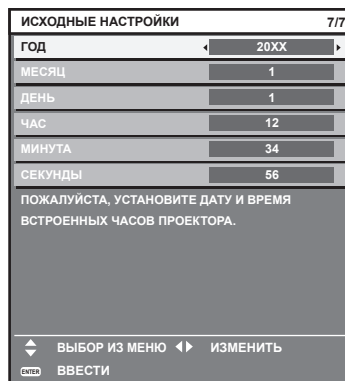 ИСХОДНЫЕ НАСТРОЙКИ 7/7
ГОД 20XX
МЕСЯЦ 1
ДЕНЬ 1
ЧАС 12
МИНУТА 34
СЕКУНДЫ 56
ПОЖАЛУЙСТА, УСТАНОВИТЕ ДАТУ И ВРЕМЯ
ВСТРОЕННЫХ ЧАСОВ ПРОЕКТОРА.
ВЫБОР ИЗ МЕНЮ ИЗМЕНИТЬ
ENTER ВВЕСТИ